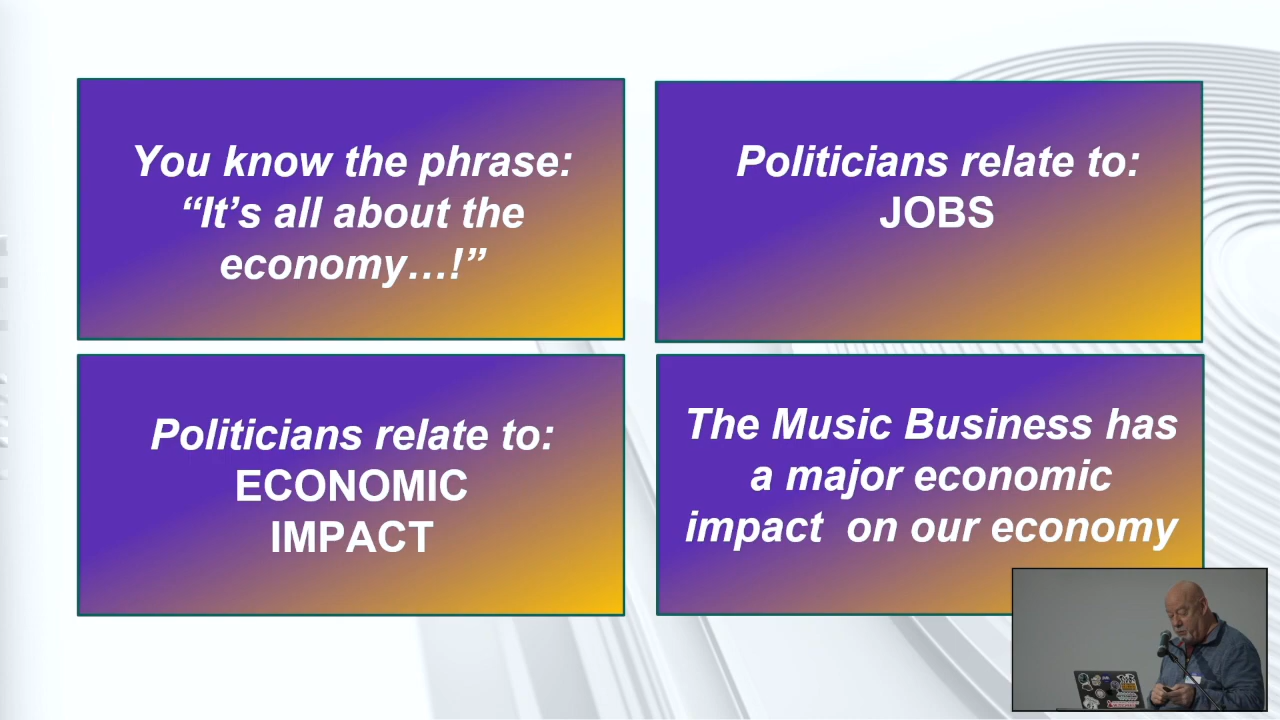 You know the phrase:
“It’s all about the
economy…!”
Politicians relate to:
JOBS
Politicians relate to:
ECONOMIC
IMPACT
The Music Business has
a major economic
impact  on our economy